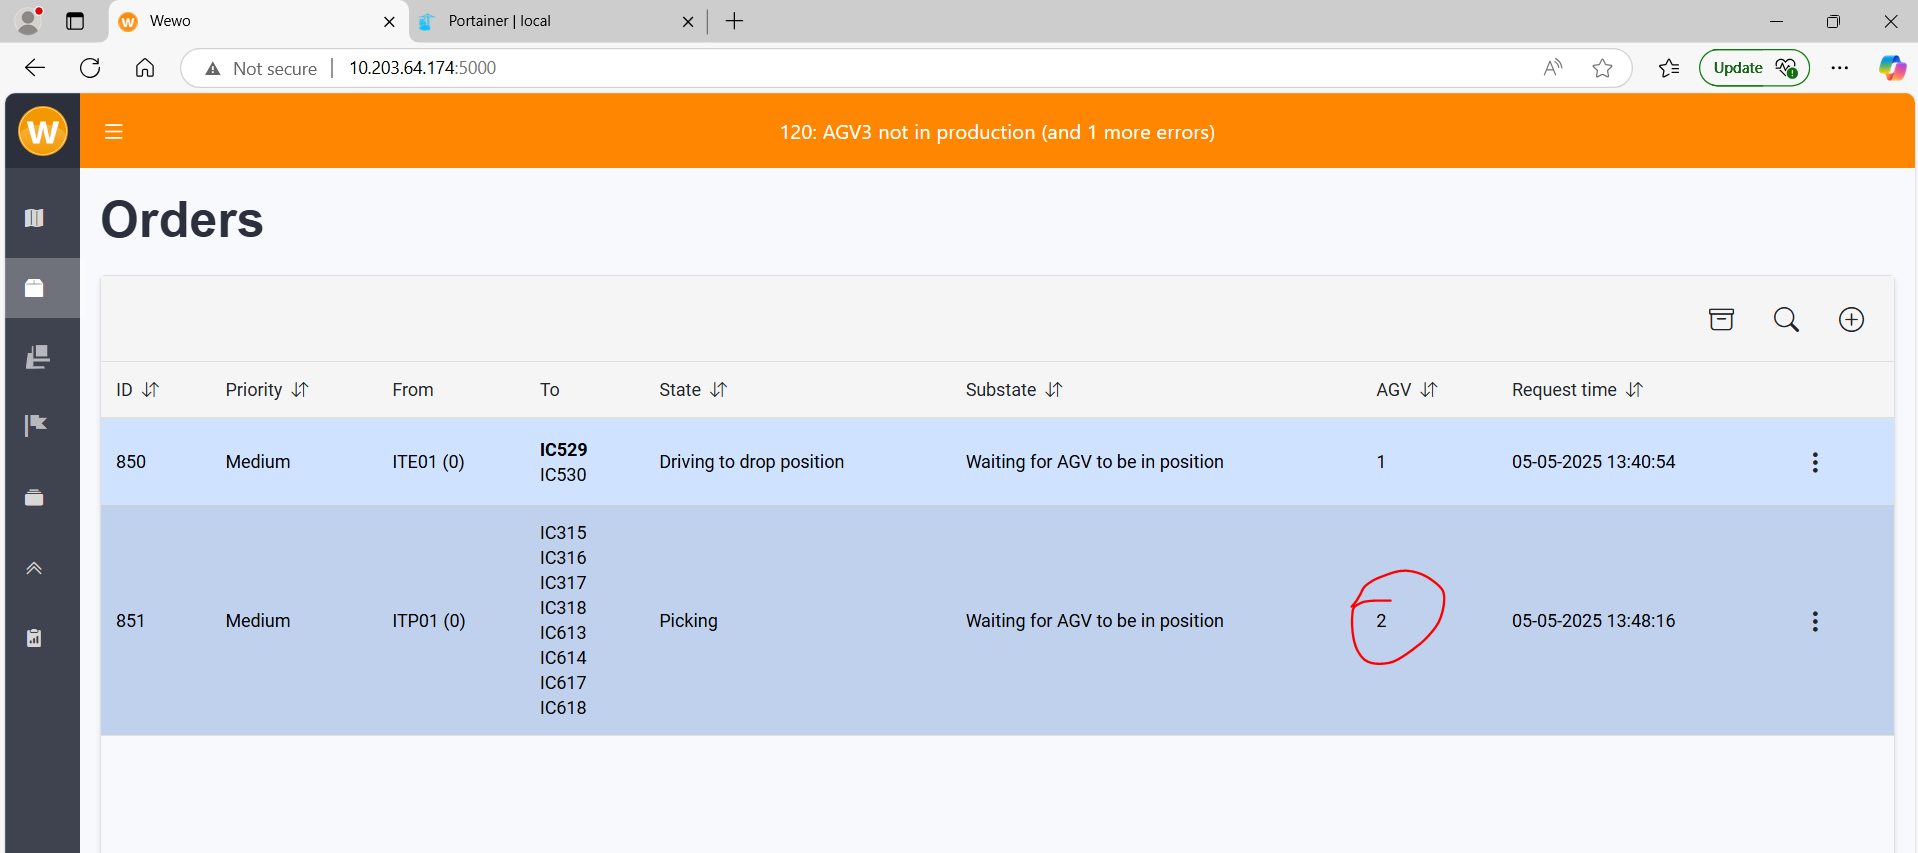 Wewo
Portainer | local
Not secure
10.203.64.174:5000
Update
W
120: AGV3 not in production (and 1 more errors)
Orders
ID Priority From To State Substate AGV Request time
850 Medium ITE01 (0) IC529 Driving to drop position Waiting for AGV to be in position 1 05-05-2025 13:40:54
IC530
IC315
IC316
IC317
IC318
851 Medium ITP01 (0) Picking Waiting for AGV to be in position 2 05-05-2025 13:48:16
IC613
IC614
IC617
IC618